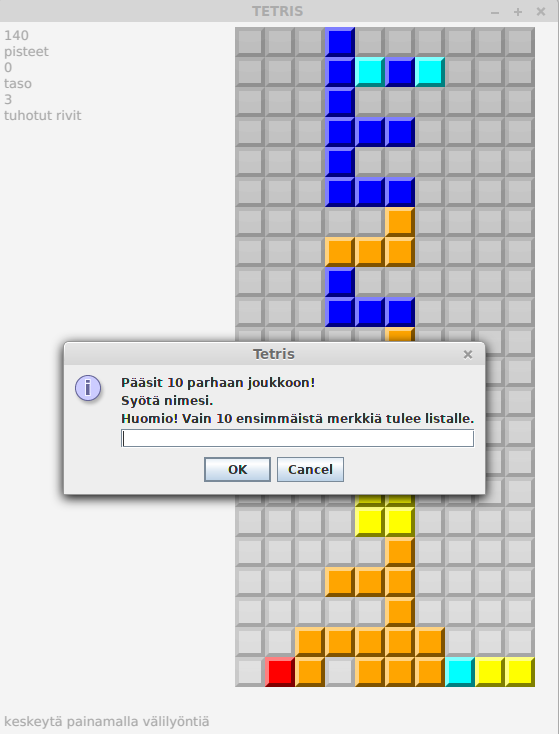 TETRIS
140
pisteet
0
taso
3
tuhotut rivit
Tetris
Pääsit 10 parhaan joukkoon!
Syötä nimesi.
Huomio! Vain 10 ensimmäistä merkkiä tulee listalle.
OK
Cancel
keskeytä painamalla välilyöntiä